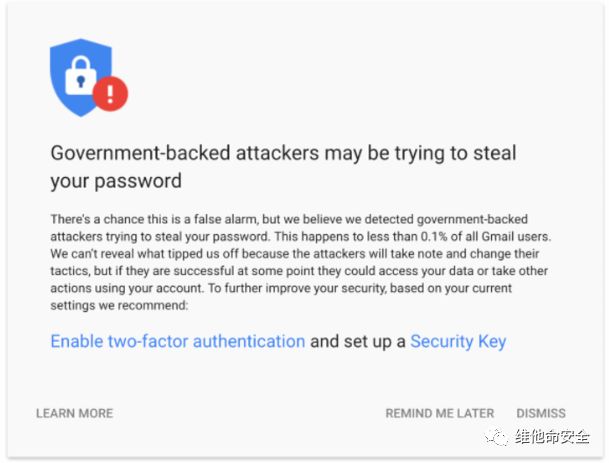 Government-backed attackers may be trying to steal
your password
There's a chance this is a false alarm, but we believe we detected government-backed
attackers trying to steal your password. This happens to less than 0.1% of all Gmail users.
We can't reveal what tipped us off because the attackers will take note and change their
tactics, but if they are successful at some point they could access your data or take other
actions using your account. To further improve your security, based on your current
settings we recommend:
Enable two-factor authentication and set up a Security Key
LEARN MORE REMIND ME LATER DISMISS
维他命安全